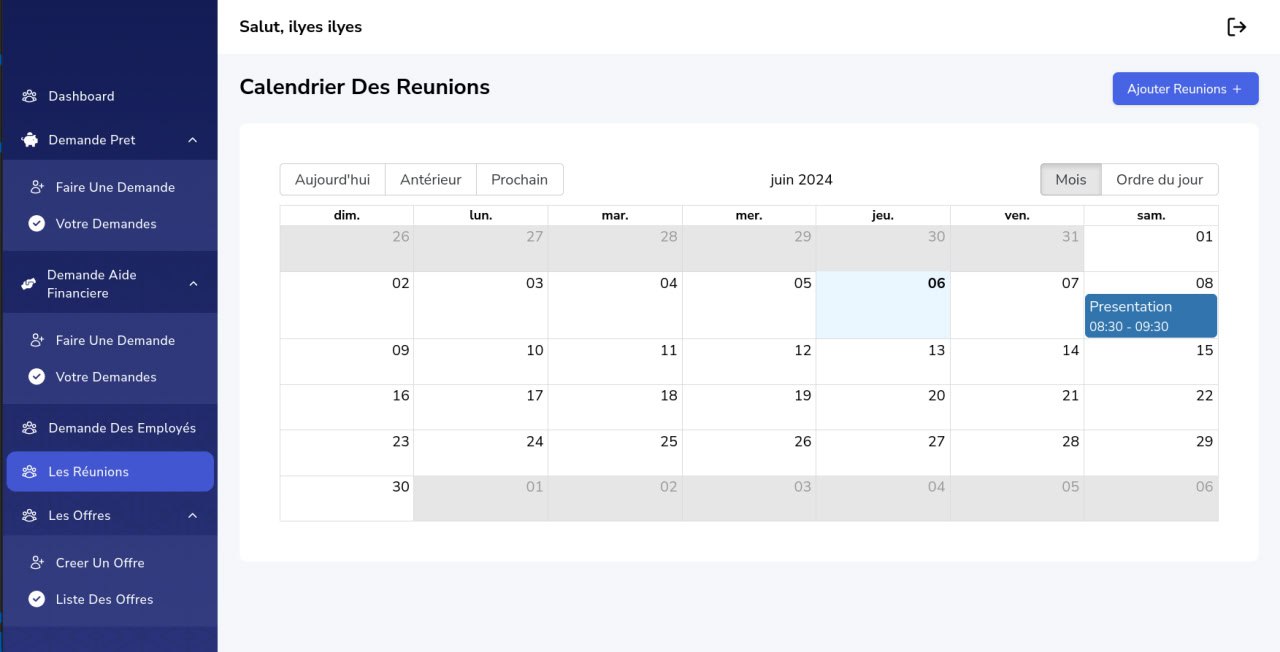 Dashboard
Demande Pret
Faire Une Demande
Votre Demandes
Demande Aide
Financiere
Faire Une Demande
Votre Demandes
Demande Des Employés
Les Réunions
Les Offres
Creer Un Offre
Liste Des Offres
Salut, ilyes ilyes
Calendrier Des Reunions
Ajouter Reunions +
Aujourd'hui Antérieur Prochain juin 2024 Mois Ordre du jour
dim. lun. mar. mer. jeu. ven. sam.
26 27 28 29 30 31 01
02 03 04 05 06 07 08
Presentation
08:30 - 09:30
09 10 11 12 13 14 15
16 17 18 19 20 21 22
23 24 25 26 27 28 29
30 01 02 03 04 05 06